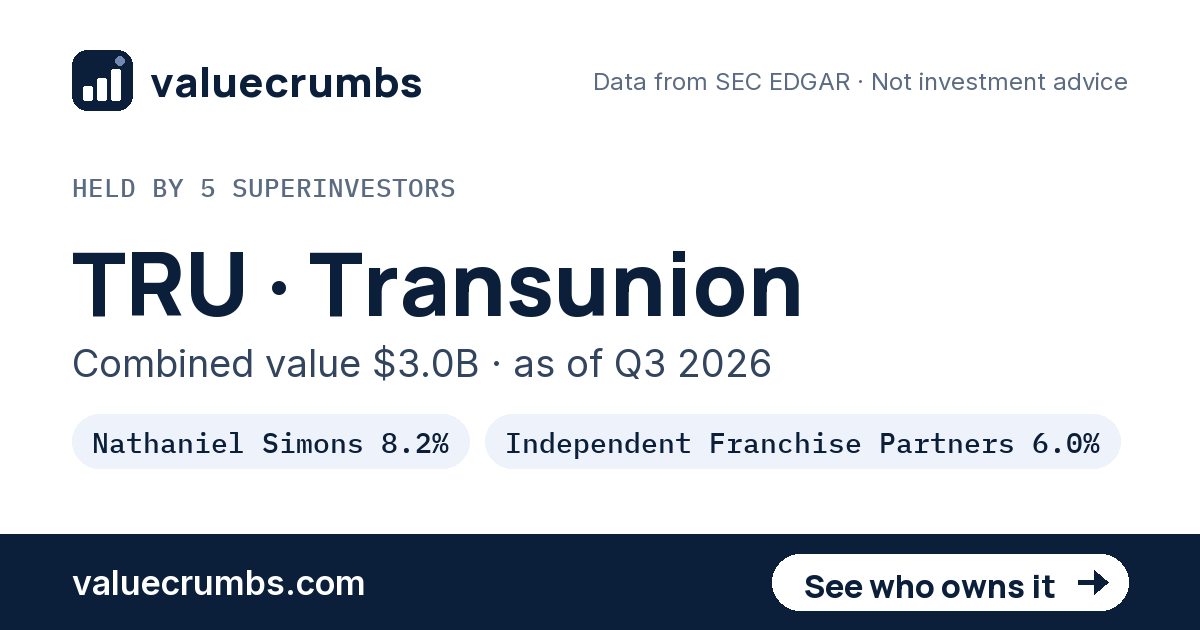 valuecrumbs
Data from SEC EDGAR · Not investment advice
HELD BY 5 SUPERINVESTORS
TRU · Transunion
Combined value $3.0B · as of Q3 2026
Nathaniel Simons 8.2%
Independent Franchise Partners 6.0%
valuecrumbs.com
See who owns it →